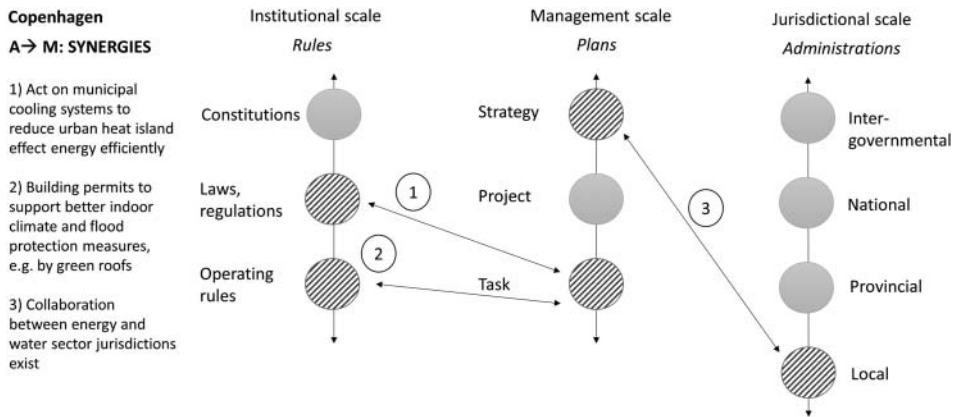 Copenhagen
A→ M: SYNERGIES
1) Act on municipal
cooling systems to
reduce urban heat island
effect energy efficiently
2) Building permits to
support better indoor
climate and flood
protection measures,
e.g. by green roofs
3) Collaboration
between energy and
water sector jurisdictions
exist
Institutional scale
Rules
Constitutions
Laws,
regulations
Operating
rules
1
2
Management scale
Plans
Strategy
Project
Task
3
Jurisdictional scale
Administrations
Inter-
governmental
National
Provincial
Local